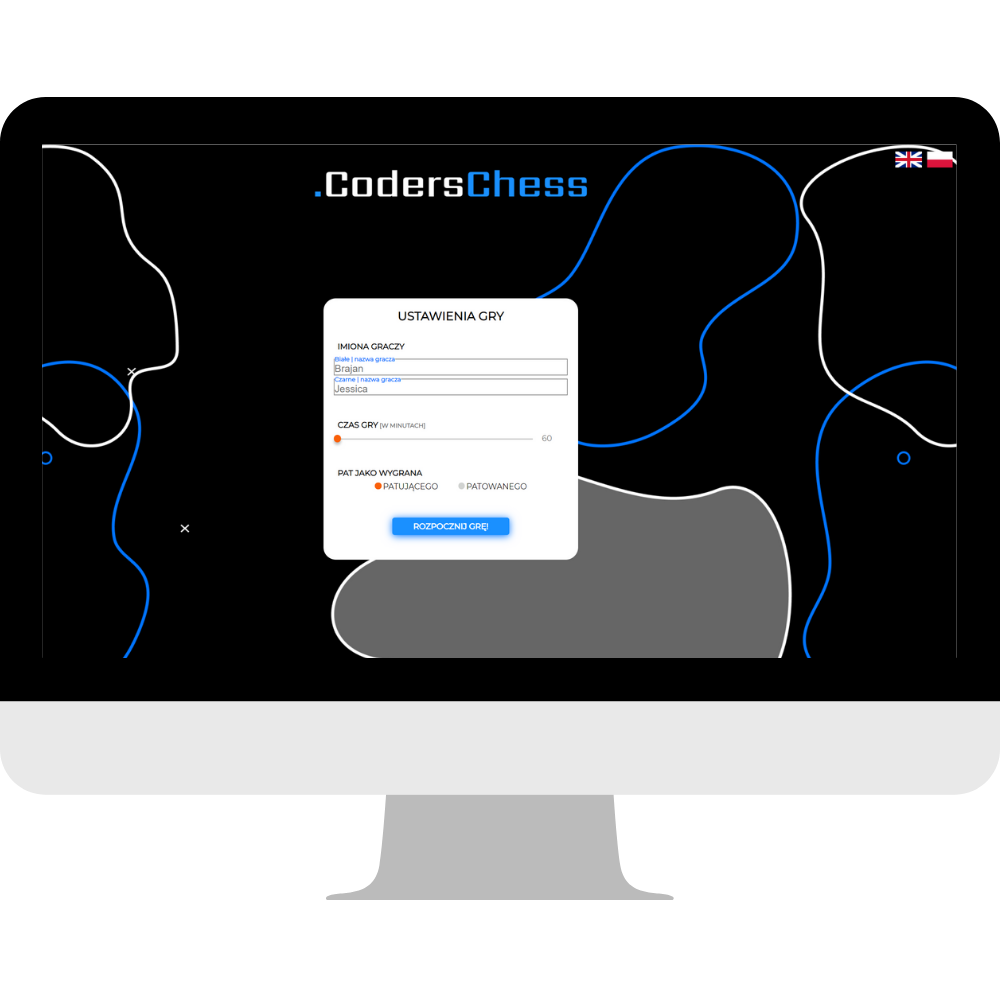 .CodersChess
USTAWIENIA GRY
IMIONA GRACZY
Białe | nazwa gracza
Brajan
Czarne | nazwa gracza
Jessica
CZAS GRY [W MINUTACH]
60
PAT JAKO WYGRANA
PATUJĄCEGO PATOWANEGO
ROZPOCZNIJ GRĘ!